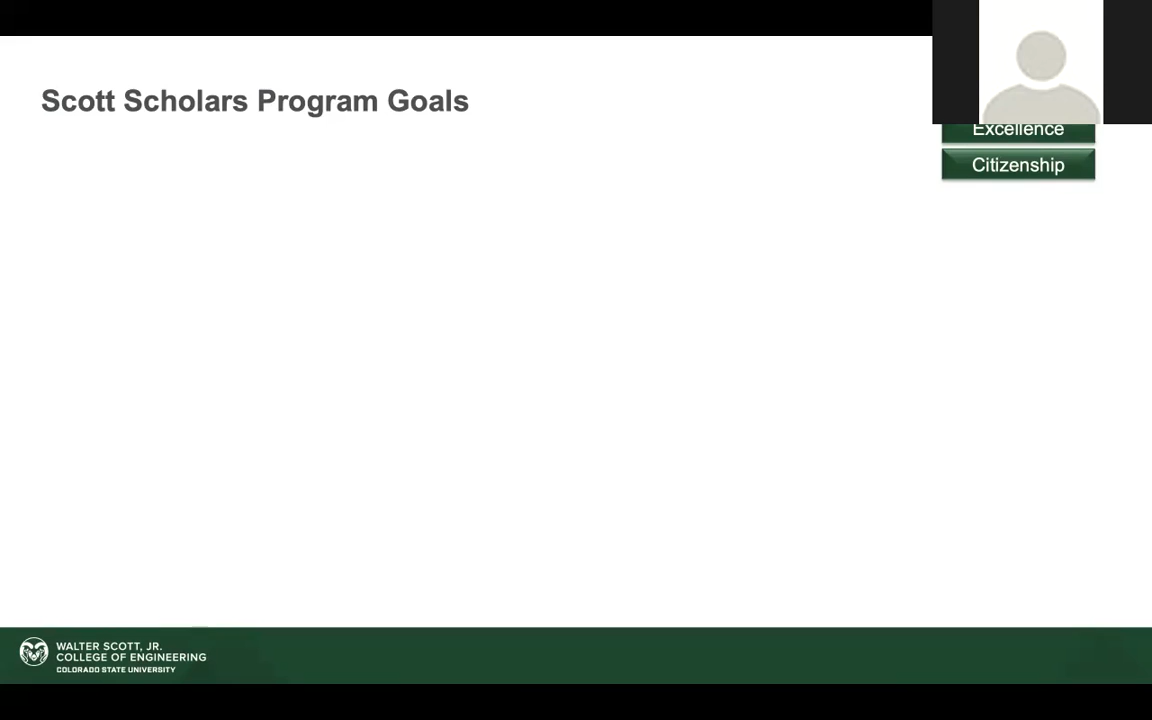 Scott Scholars Program Goals
Excellence
Citizenship
WALTER SCOTT, JR.
COLLEGE OF ENGINEERING
COLORADO STATE UNIVERSITY